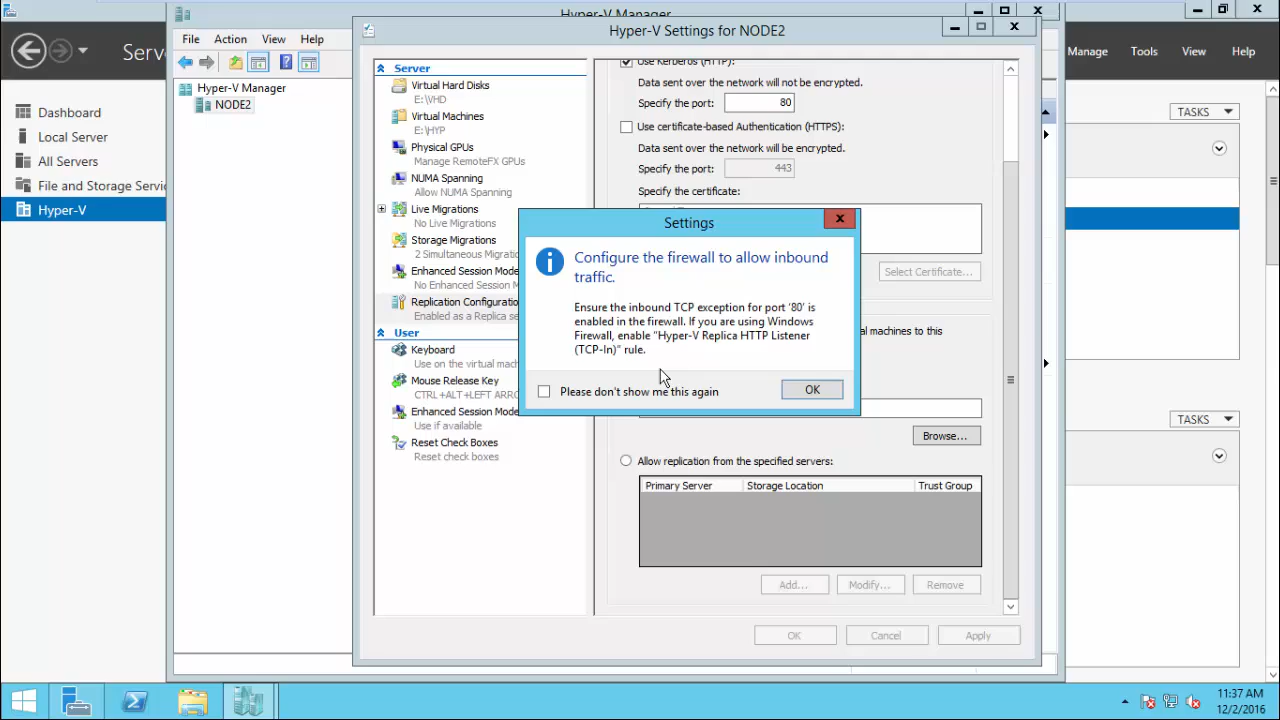 Hyper-V Manager
Hyper-V Settings for NODE2
File Action View Help
Manage Tools View Help
Dashboard
Local Server
All Servers
File and Storage Servic
Hyper-V
Hyper-V Manager
NODE2
Server
Virtual Hard Disks
E:\VHD
Virtual Machines
E:\HYP
Physical GPUs
Manage RemoteFX GPUs
NUMA Spanning
Allow NUMA Spanning
Live Migrations
No Live Migrations
Storage Migrations
2 Simultaneous Migratio
Enhanced Session Mode
No Enhanced Session M
Replication Configuratio
Enabled as a Replica se
User
Keyboard
Use on the virtual mach
Mouse Release Key
CTRL+ALT+LEFT ARRO
Enhanced Session Mode
Use if available
Reset Check Boxes
Reset check boxes
Use Kerberos (HTTP):
Data sent over the network will not be encrypted.
Specify the port: 80
Use certificate-based Authentication (HTTPS):
Data sent over the network will be encrypted.
Specify the port: 443
Specify the certificate:
Select Certificate...
al machines to this
Browse...
Allow replication from the specified servers:
Primary Server Storage Location Trust Group
Add... Modify... Remove
OK Cancel Apply
Settings
Configure the firewall to allow inbound
traffic.
Ensure the inbound TCP exception for port '80' is
enabled in the firewall. If you are using Windows
Firewall, enable "Hyper-V Replica HTTP Listener
(TCP-In)" rule.
Please don't show me this again
OK
TASKS
TASKS
11:37 AM
12/2/2016